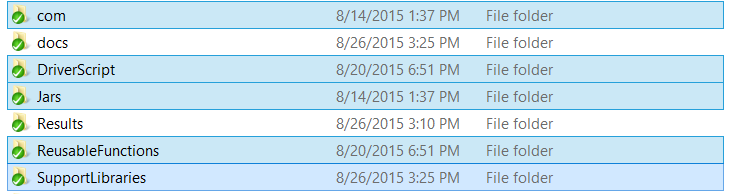 com 8/14/2015 1:37 PM File folder
docs 8/26/2015 3:25 PM File folder
DriverScript 8/20/2015 6:51 PM File folder
Jars 8/14/2015 1:37 PM File folder
Results 8/26/2015 3:10 PM File folder
ReusableFunctions 8/20/2015 6:51 PM File folder
SupportLibraries 8/26/2015 3:25 PM File folder